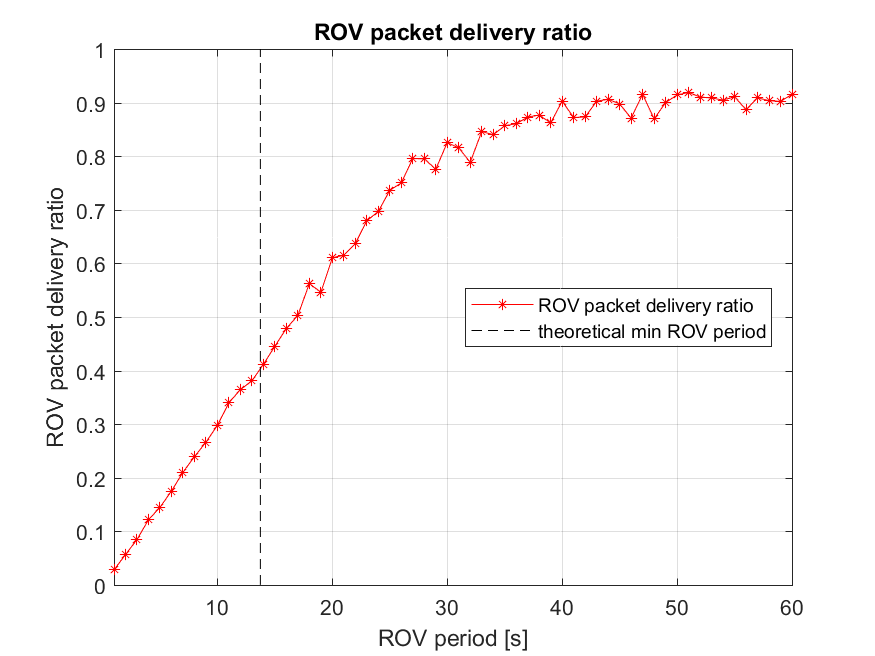 ROV packet delivery ratio
1
0.9
0.8
0.7
0.6
0.5
0.4
0.3
0.2
0.1
0
ROV packet delivery ratio
ROV packet delivery ratio
theoretical min ROV period
10 20 30 40 50 60
ROV period [s]